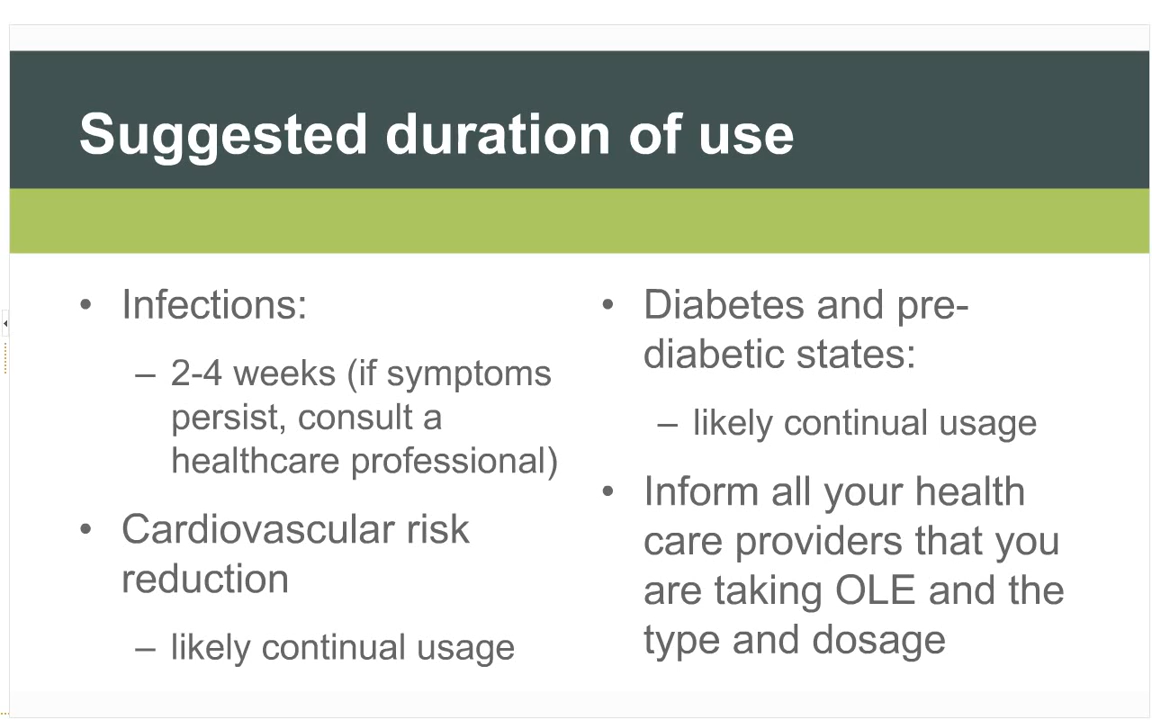 Suggested duration of use
• Infections:
– 2-4 weeks (if symptoms
persist, consult a
healthcare professional)
• Cardiovascular risk
reduction
– likely continual usage
• Diabetes and pre-
diabetic states:
– likely continual usage
• Inform all your health
care providers that you
are taking OLE and the
type and dosage